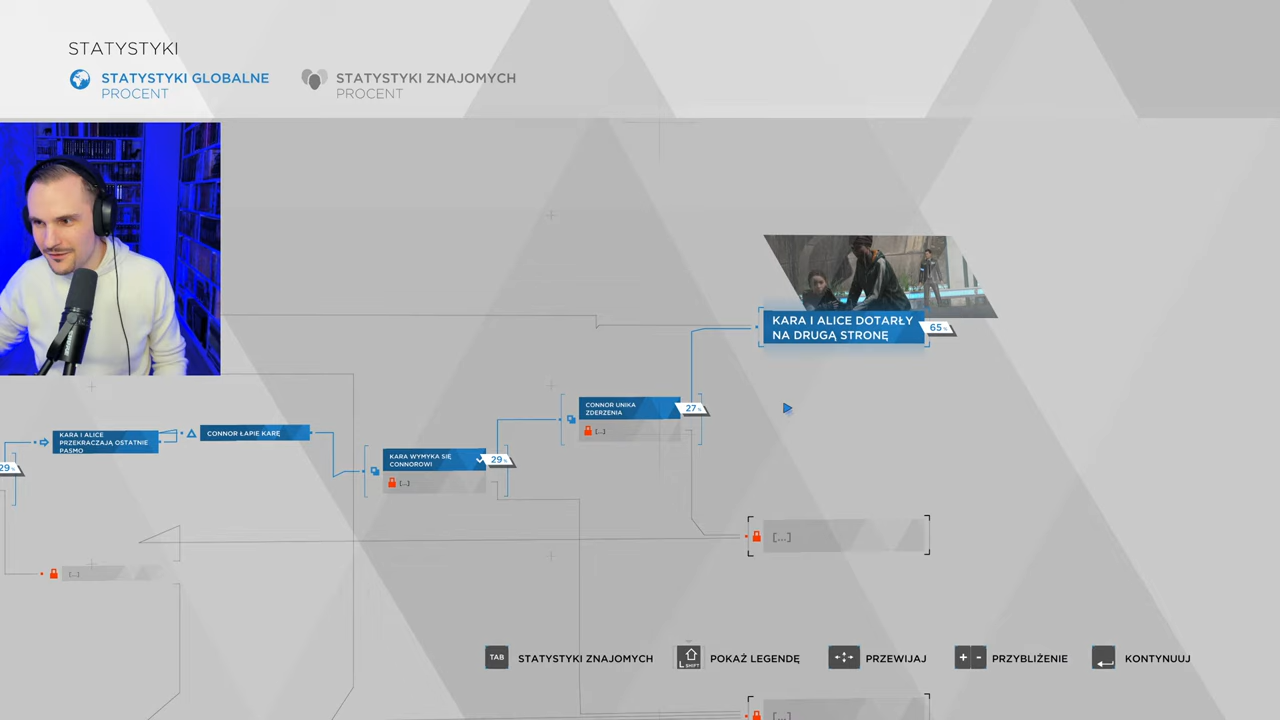 STATYSTYKI
STATYSTYKI GLOBALNE
PROCENT
STATYSTYKI ZNAJOMYCH
PROCENT
KARA I ALICE DOTARŁY
NA DRUGĄ STRONĘ
65%
CONNOR UNIKA
ZDERZENIA
27%
[...]
KARA I ALICE
PRZEKRACZAJĄ OSTATNIE
PASMO
CONNOR ŁAPIE KARĘ
29%
KARA WYMYKA SIĘ
CONNOROWI
29%
[...]
[...]
[...]
TAB
STATYSTYKI ZNAJOMYCH
L SHIFT
POKAŻ LEGENDĘ
PRZEWIJAJ
+ -
PRZYBLIŻENIE
KONTYNUUJ
[...]